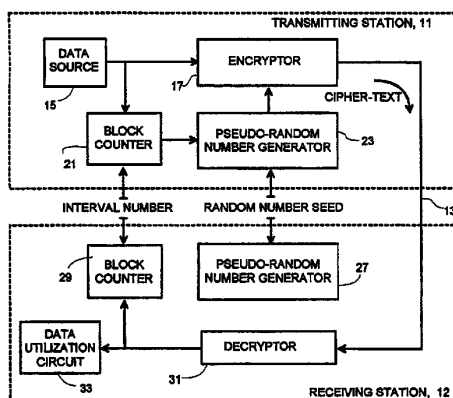 TRANSMITTING STATION, 11
DATA
SOURCE
15
ENCRYPTOR
17
CIPHER-TEXT
BLOCK
COUNTER
21
PSEUDO-RANDOM
NUMBER GENERATOR
23
13
INTERVAL NUMBER
RANDOM NUMBER SEED
29
BLOCK
COUNTER
PSEUDO-RANDOM
NUMBER GENERATOR
27
DATA
UTILIZATION
CIRCUIT
33
DECRYPTOR
31
RECEIVING STATION, 12